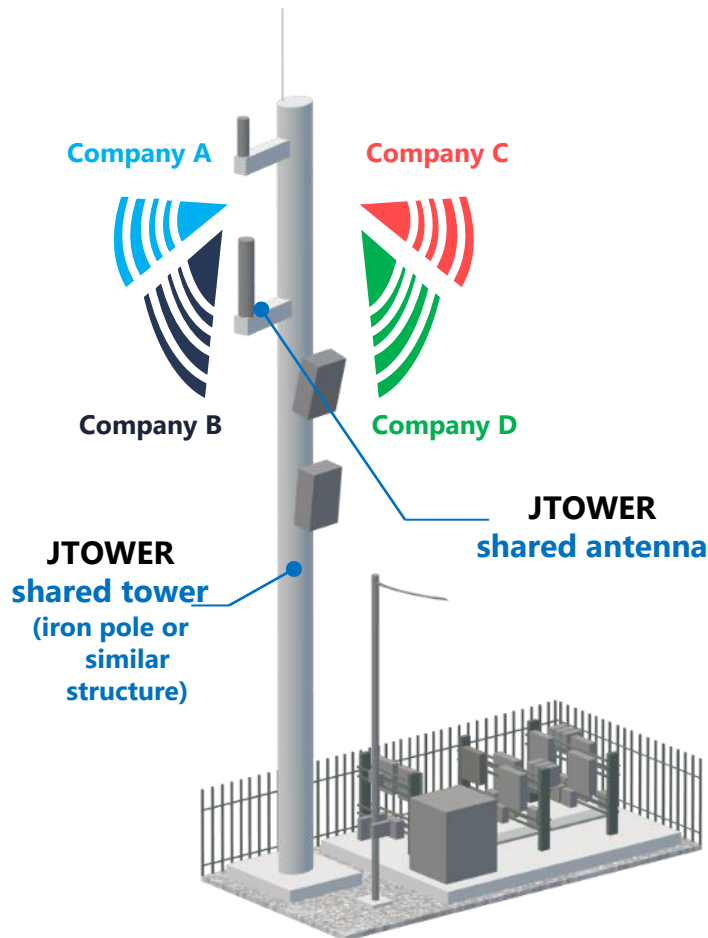 Company A
Company C
Company B
Company D
JTOWER
shared antenna
JTOWER
shared tower
(iron pole or
similar
structure)